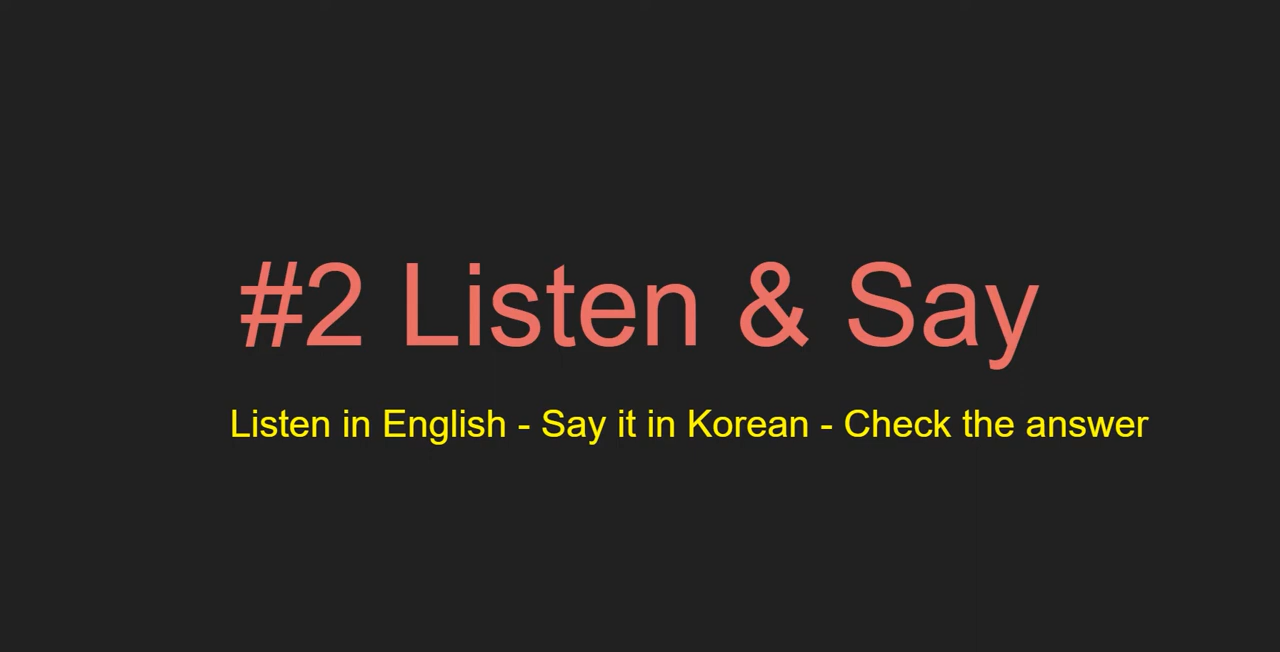 #2 Listen & Say
Listen in English - Say it in Korean - Check the answer